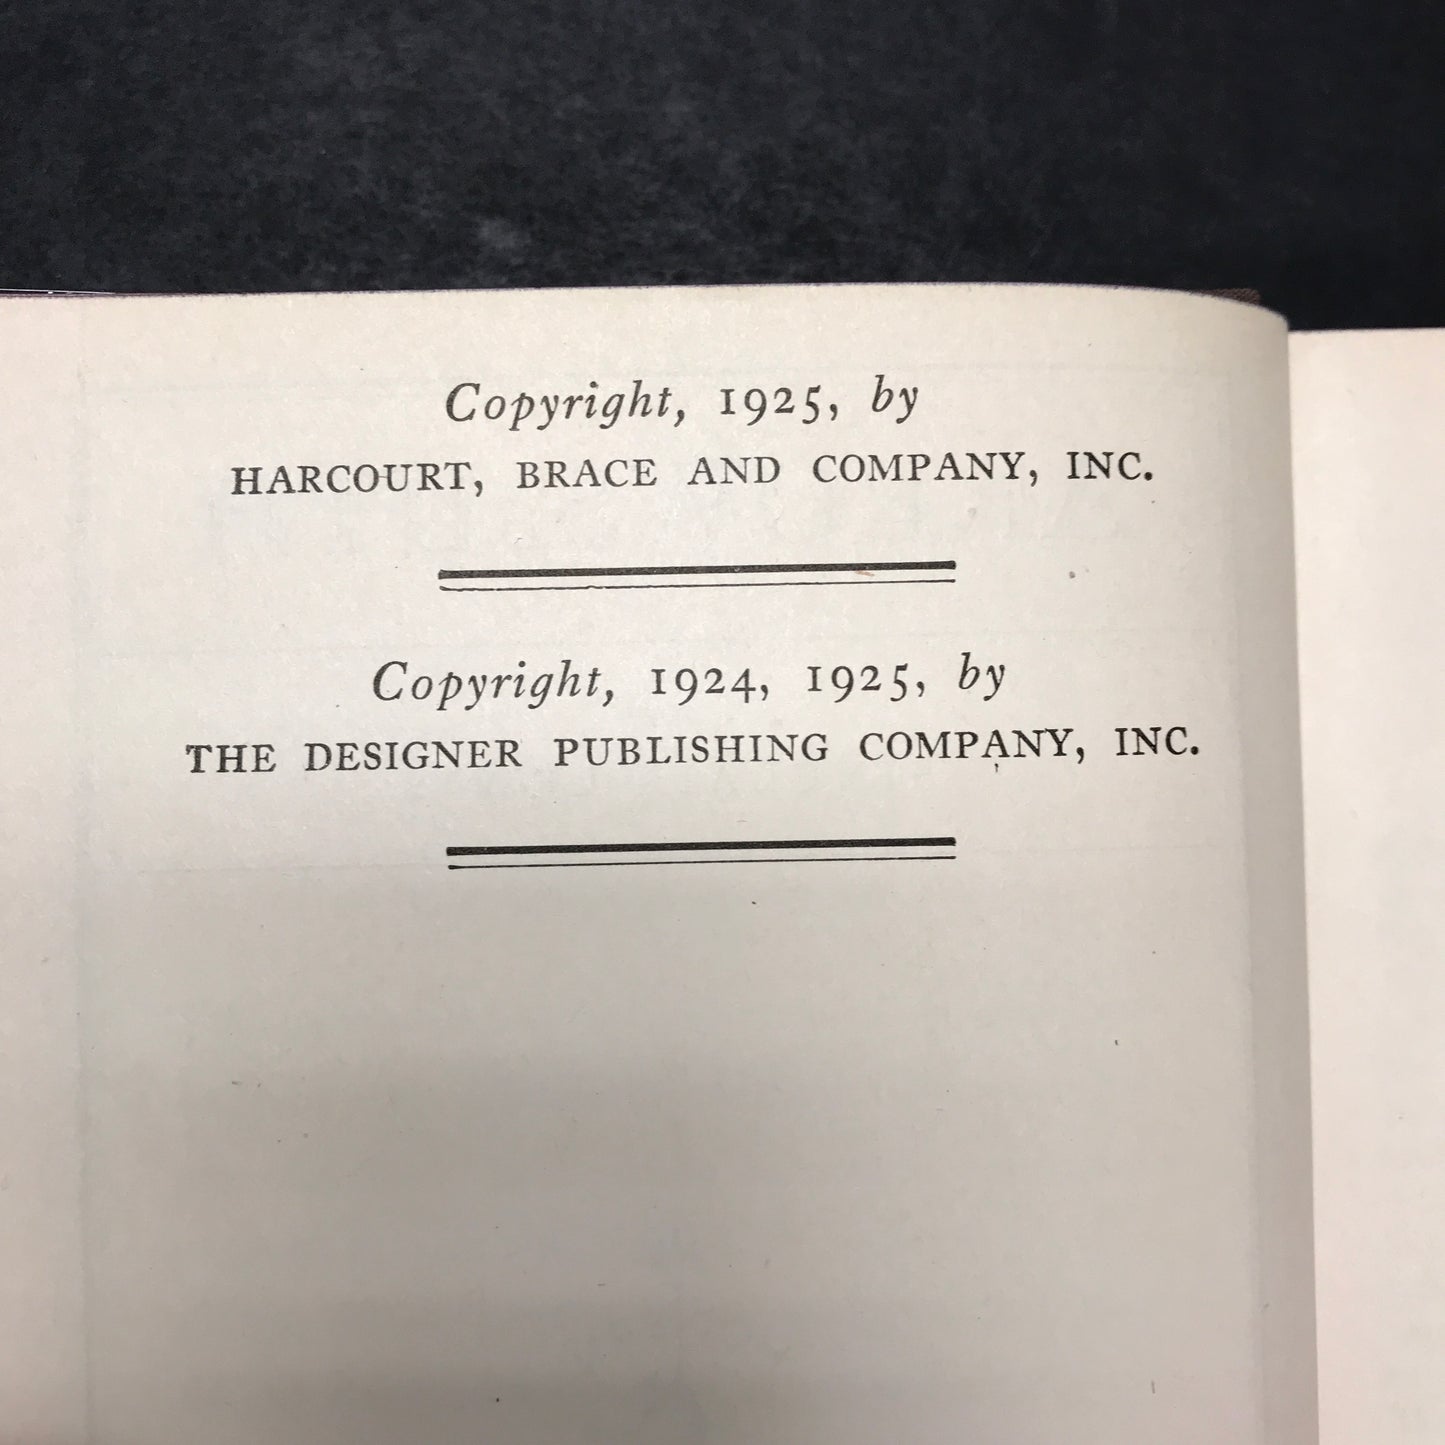 Copyright, 1925, by
HARCOURT, BRACE AND COMPANY, INC.
Copyright, 1924, 1925, by
THE DESIGNER PUBLISHING COMPANY, INC.